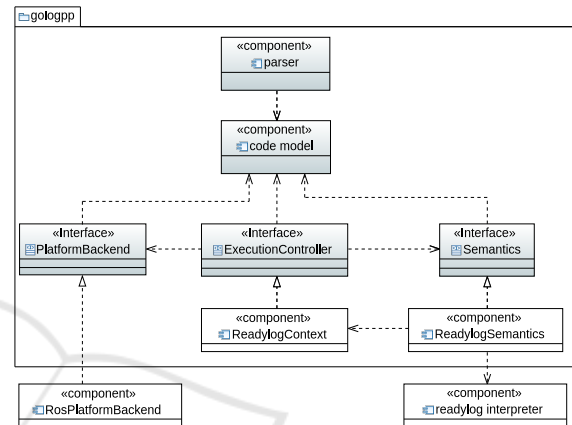 gologpp
«component»
parser
«component»
code model
«Interface»
PlatformBackend
«Interface»
ExecutionController
«Interface»
Semantics
«component»
ReadylogContext
«component»
ReadylogSemantics
«component»
RosPlatformBackend
«component»
readylog interpreter